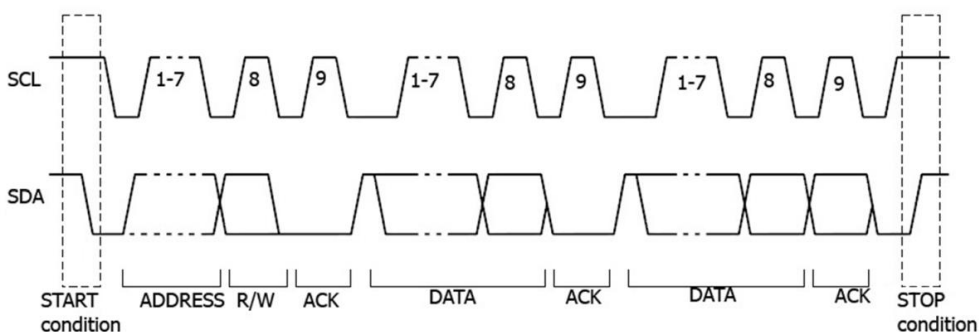 SCL
1-7
8
9
1-7
8
9
1-7
8
9
SDA
START
condition
ADDRESS
R/W
ACK
DATA
ACK
DATA
ACK
STOP
condition